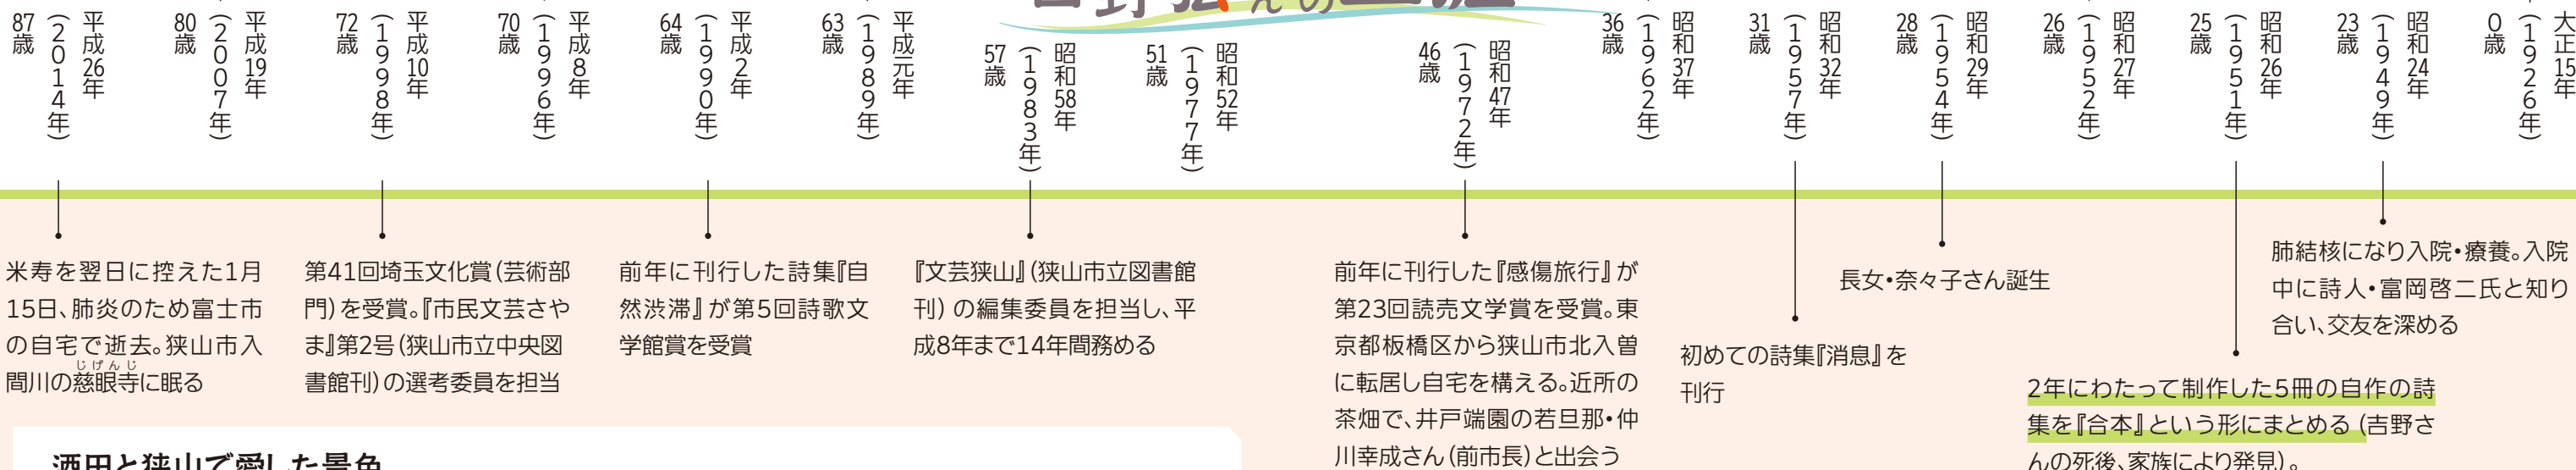 大正15年
(1926年)
0歳
昭和24年
(1949年)
23歳
昭和26年
(1951年)
25歳
昭和27年
(1952年)
26歳
昭和29年
(1954年)
28歳
昭和32年
(1957年)
31歳
昭和37年
(1962年)
36歳
昭和47年
(1972年)
46歳
昭和52年
(1977年)
51歳
昭和58年
(1983年)
57歳
平成元年
(1989年)
63歳
平成2年
(1990年)
64歳
平成8年
(1996年)
70歳
平成10年
(1998年)
72歳
平成19年
(2007年)
80歳
平成26年
(2014年)
87歳
肺結核になり入院・療養。入院
中に詩人・富岡啓二氏と知り
合い、交友を深める
2年にわたって制作した5冊の自作の詩
集を『合本』という形にまとめる(吉野さ
んの死後、家族により発見)。
長女・奈々子さん誕生
初めての詩集『消息』を
刊行
前年に刊行した『感傷旅行』が
第23回読売文学賞を受賞。東
京都板橋区から狭山市北入曽
に転居し自宅を構える。近所の
茶畑で、井戸端園の若旦那・仲
川幸成さん(前市長)と出会う
『文芸狭山』(狭山市立図書館
刊)の編集委員を担当し、平
成8年まで14年間務める
前年に刊行した詩集『自
然渋滞』が第5回詩歌文
学館賞を受賞
第41回埼玉文化賞(芸術部
門)を受賞。『市民文芸さや
ま』第2号(狭山市立中央図
書館刊)の選考委員を担当
米寿を翌日に控えた1月
15日、肺炎のため富士市
の自宅で逝去。狭山市入
じげんじ
間川の慈眼寺に眠る
酒田と狭山で愛した景色